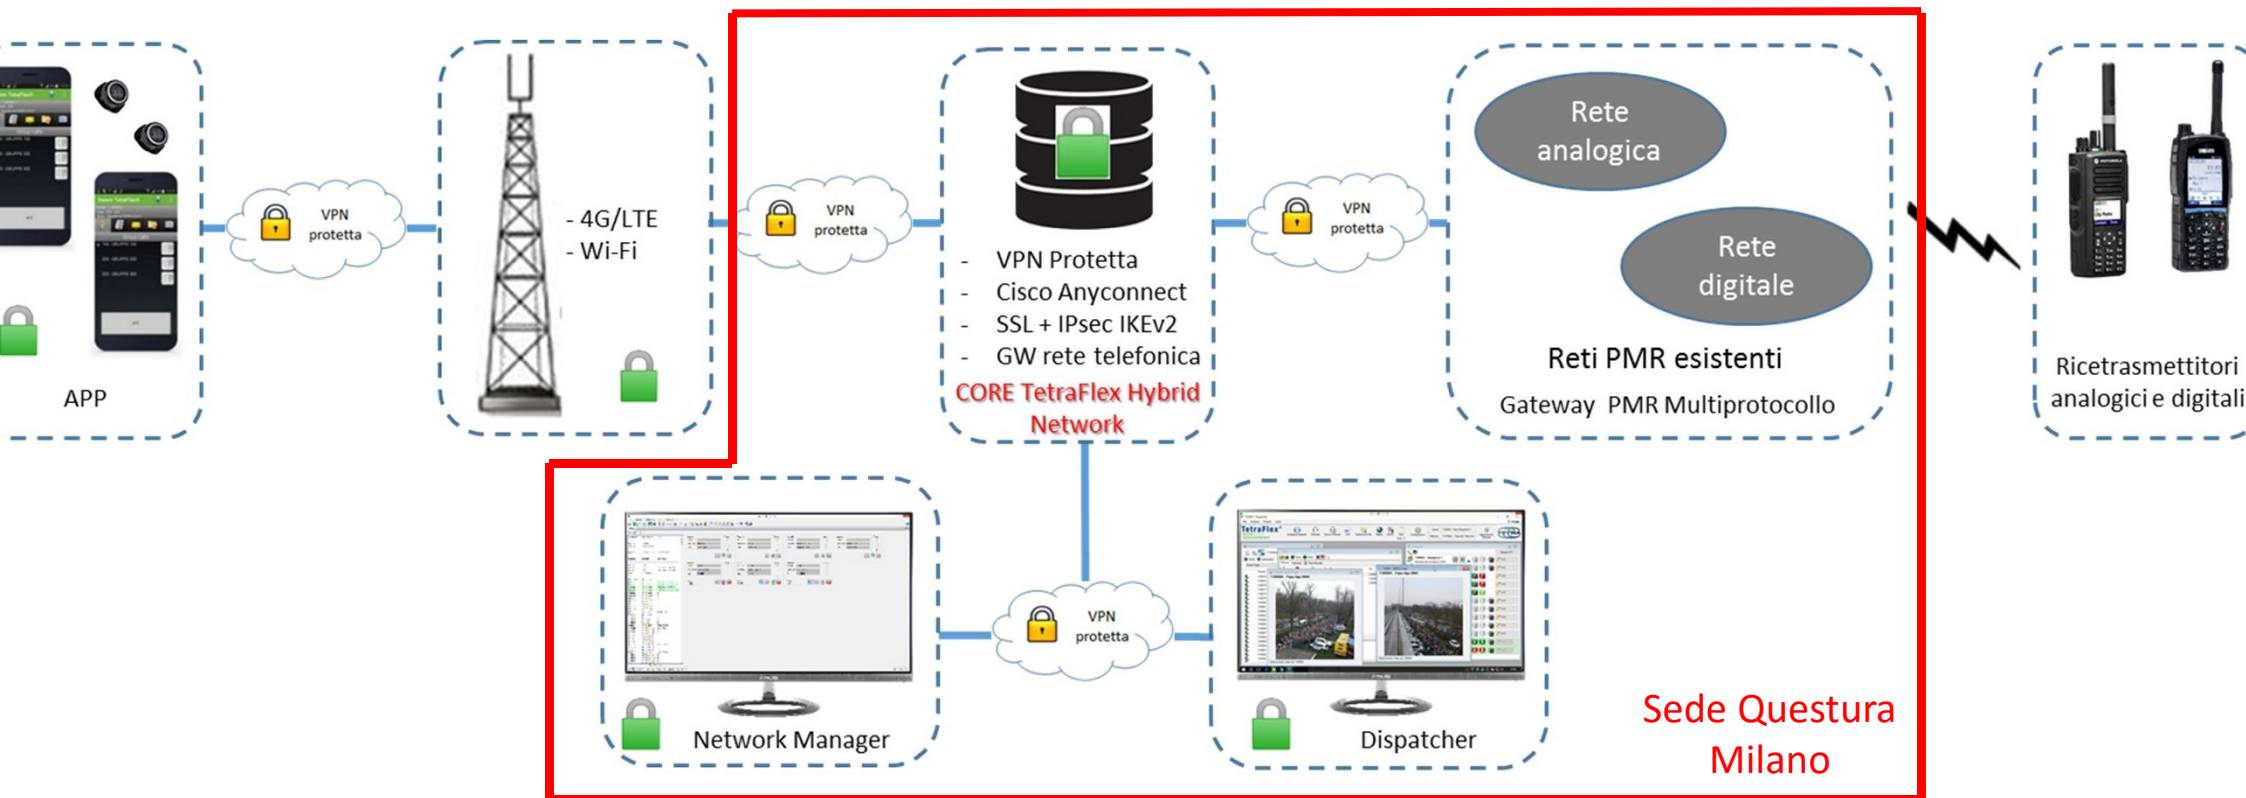 VPN
protetta
APP
- 4G/LTE
- Wi-Fi
VPN
protetta
- VPN Protetta
- Cisco Anyconnect
- SSL + IPsec IKEv2
- GW rete telefonica
CORE TetraFlex Hybrid
Network
VPN
protetta
Rete
analogica
Rete
digitale
Reti PMR esistenti
Gateway PMR Multiprotocollo
Ricetrasmettitori
analogici e digitali
Network Manager
VPN
protetta
TetraFlex
Dispatcher
Sede Questura
Milano